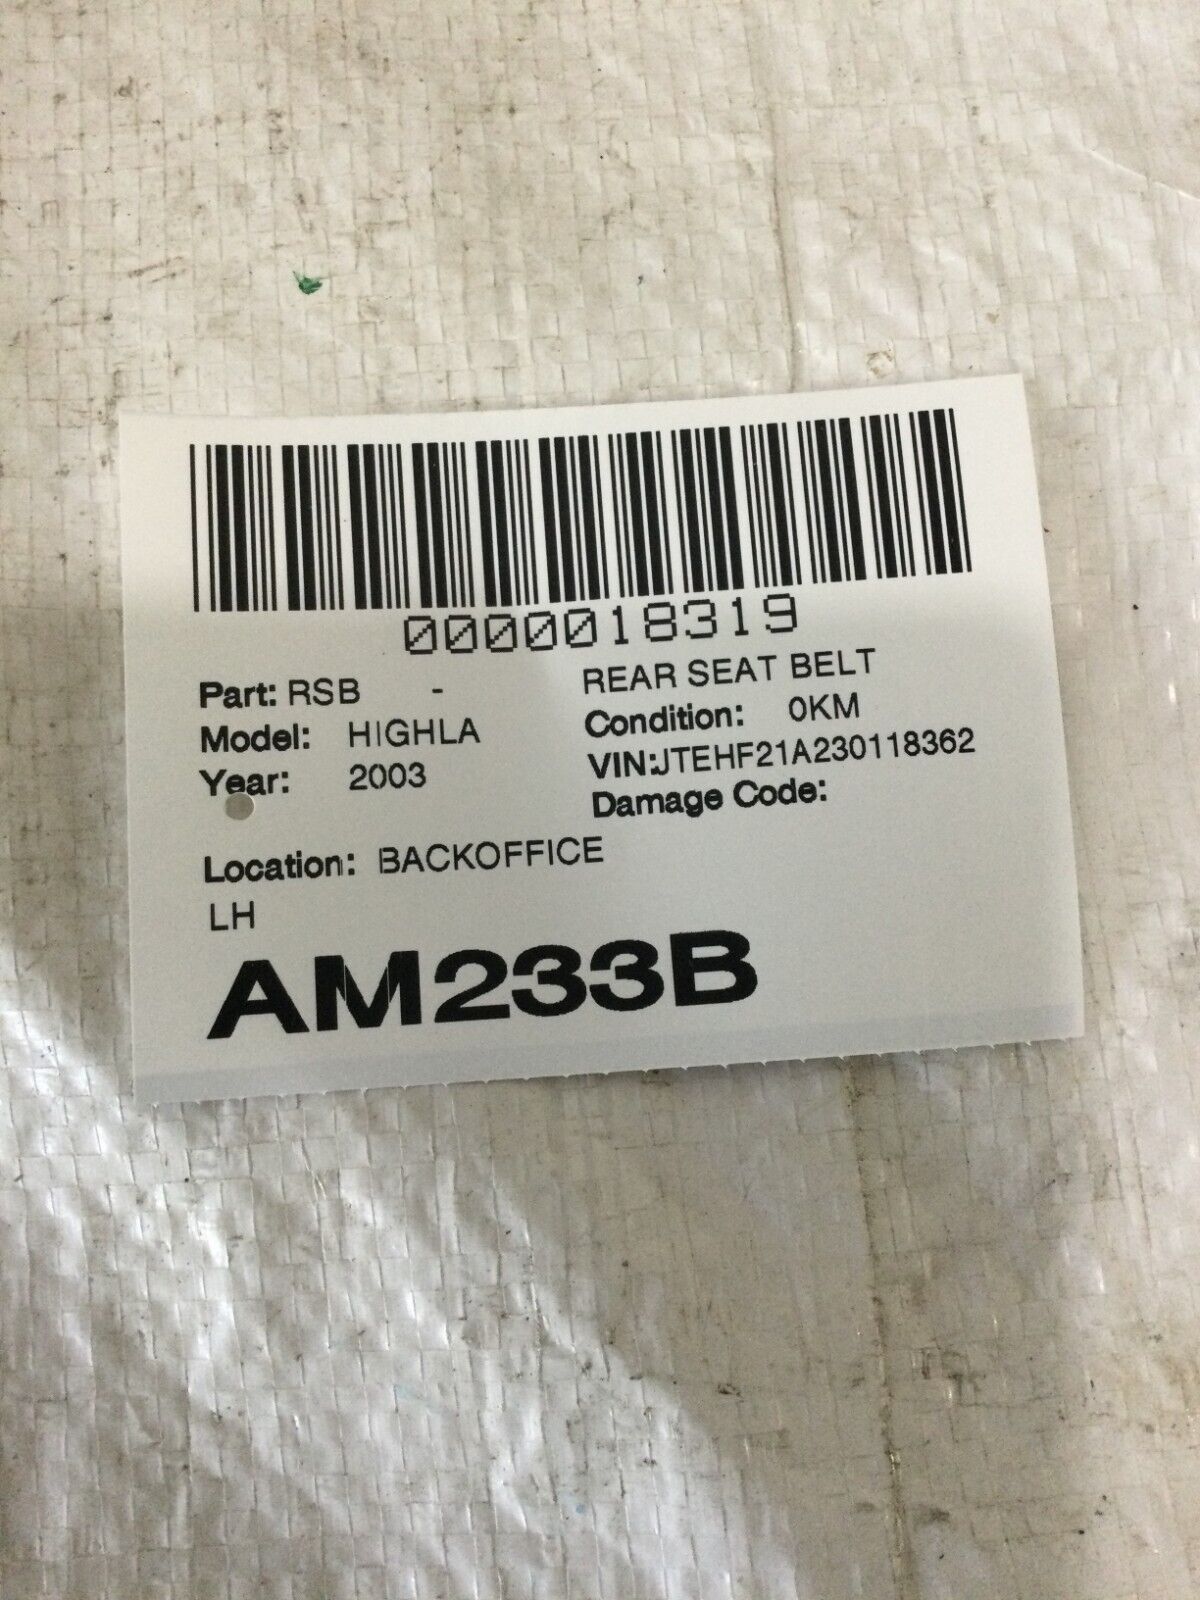 0000018319
Part: RSB - REAR SEAT BELT
Model: HIGHLA Condition: 0KM
Year: 2003 VIN:JTEHF21A230118362
Damage Code:
Location: BACKOFFICE
LH
AM233B